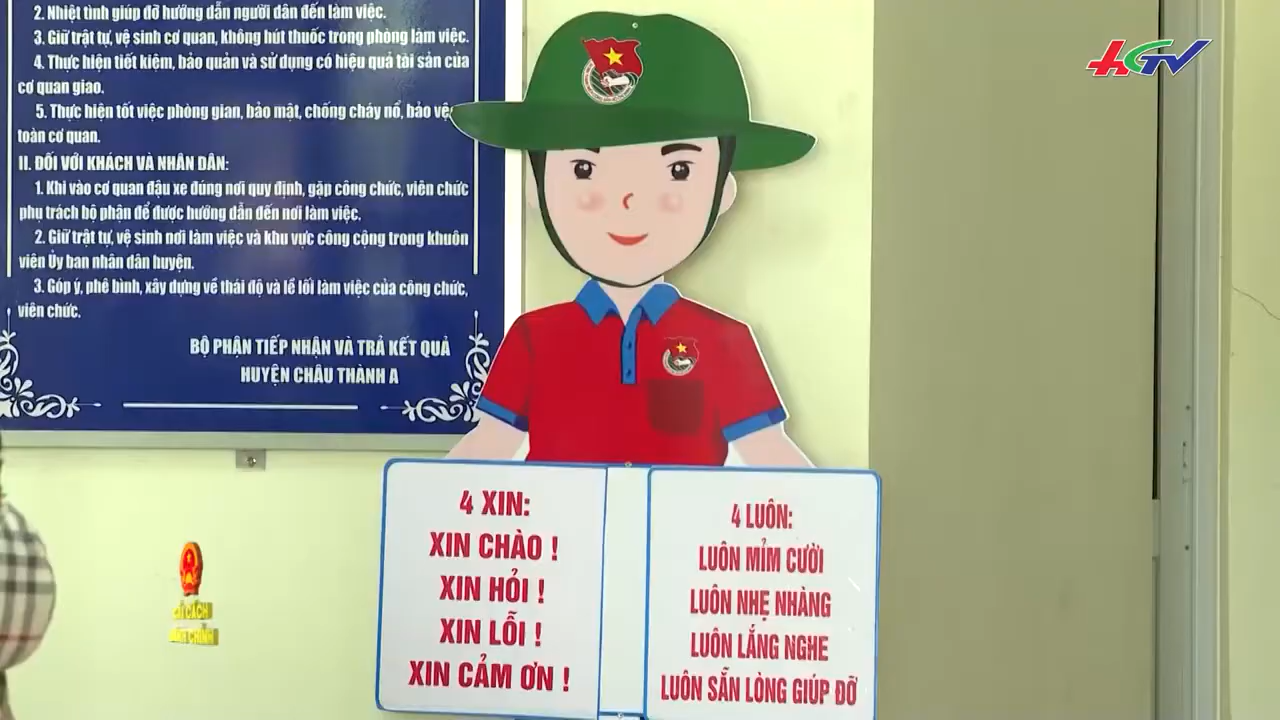 2. Nhiệt tình giúp đỡ hướng dẫn người dân đến làm việc.
3. Giữ trật tự, vệ sinh cơ quan, không hút thuốc trong phòng làm việc.
4. Thực hiện tiết kiệm, bảo quản và sử dụng có hiệu quả tài sản của
cơ quan giao.
5. Thực hiện tốt việc phòng gian, bảo mật, chống cháy nổ, bảo vệ
toàn cơ quan.
II. ĐỐI VỚI KHÁCH VÀ NHÂN DÂN:
1. Khi vào cơ quan đậu xe đúng nơi quy định, gặp công chức, viên chức
phụ trách bộ phận để được hướng dẫn đến nơi làm việc.
2. Giữ trật tự, vệ sinh nơi làm việc và khu vực công cộng trong khuôn
viên Ủy ban nhân dân huyện.
3. Góp ý, phê bình, xây dựng về thái độ và lề lối làm việc của công chức,
viên chức.
BỘ PHẬN TIẾP NHẬN VÀ TRẢ KẾT QUẢ
HUYỆN CHÂU THÀNH A
HGTV
4 XIN:
XIN CHÀO !
XIN HỎI !
XIN LỖI !
XIN CẢM ƠN !
4 LUÔN:
LUÔN MỈM CƯỜI
LUÔN NHẸ NHÀNG
LUÔN LẮNG NGHE
LUÔN SẴN LÒNG GIÚP ĐỠ
CẢI CÁCH
HÀNH CHÍNH